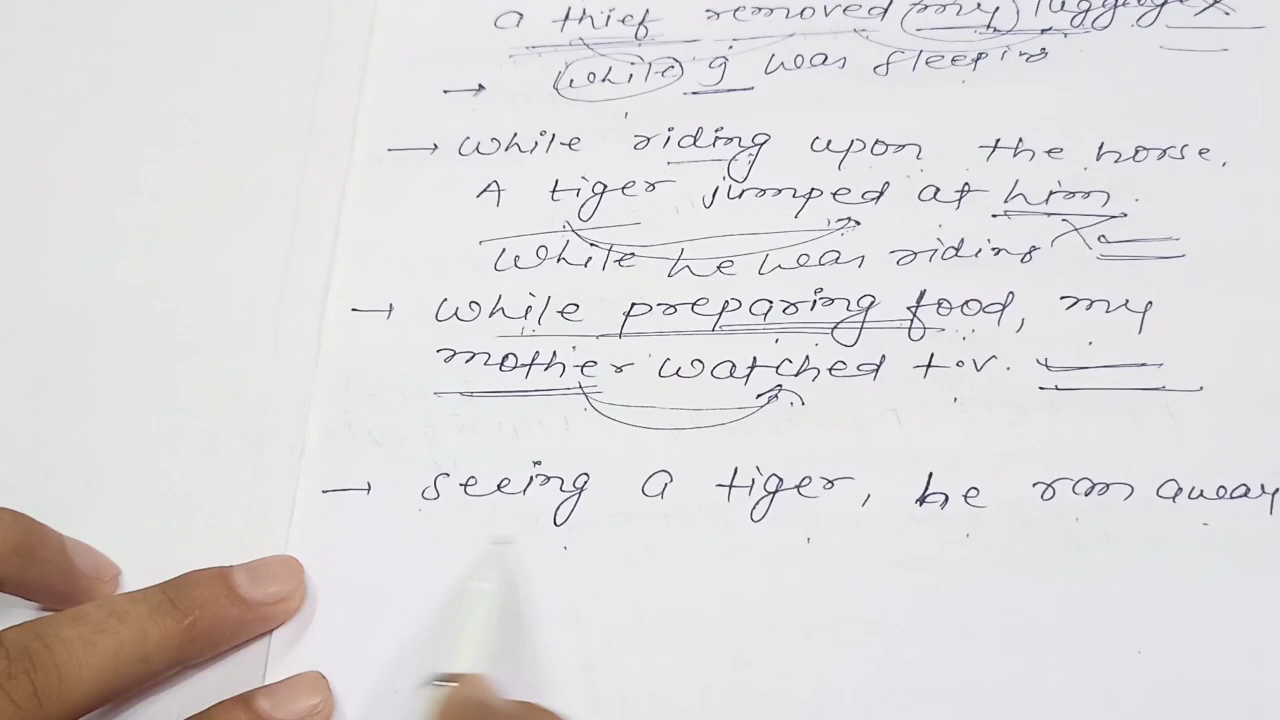 a thief removed (my) luggage. X
→ (while) I was sleeping
→ while riding upon the horse.
A tiger jumped at him.
while he was riding X
→ while preparing food, my
mother watched t.v.
→ seeing a tiger, he ran away